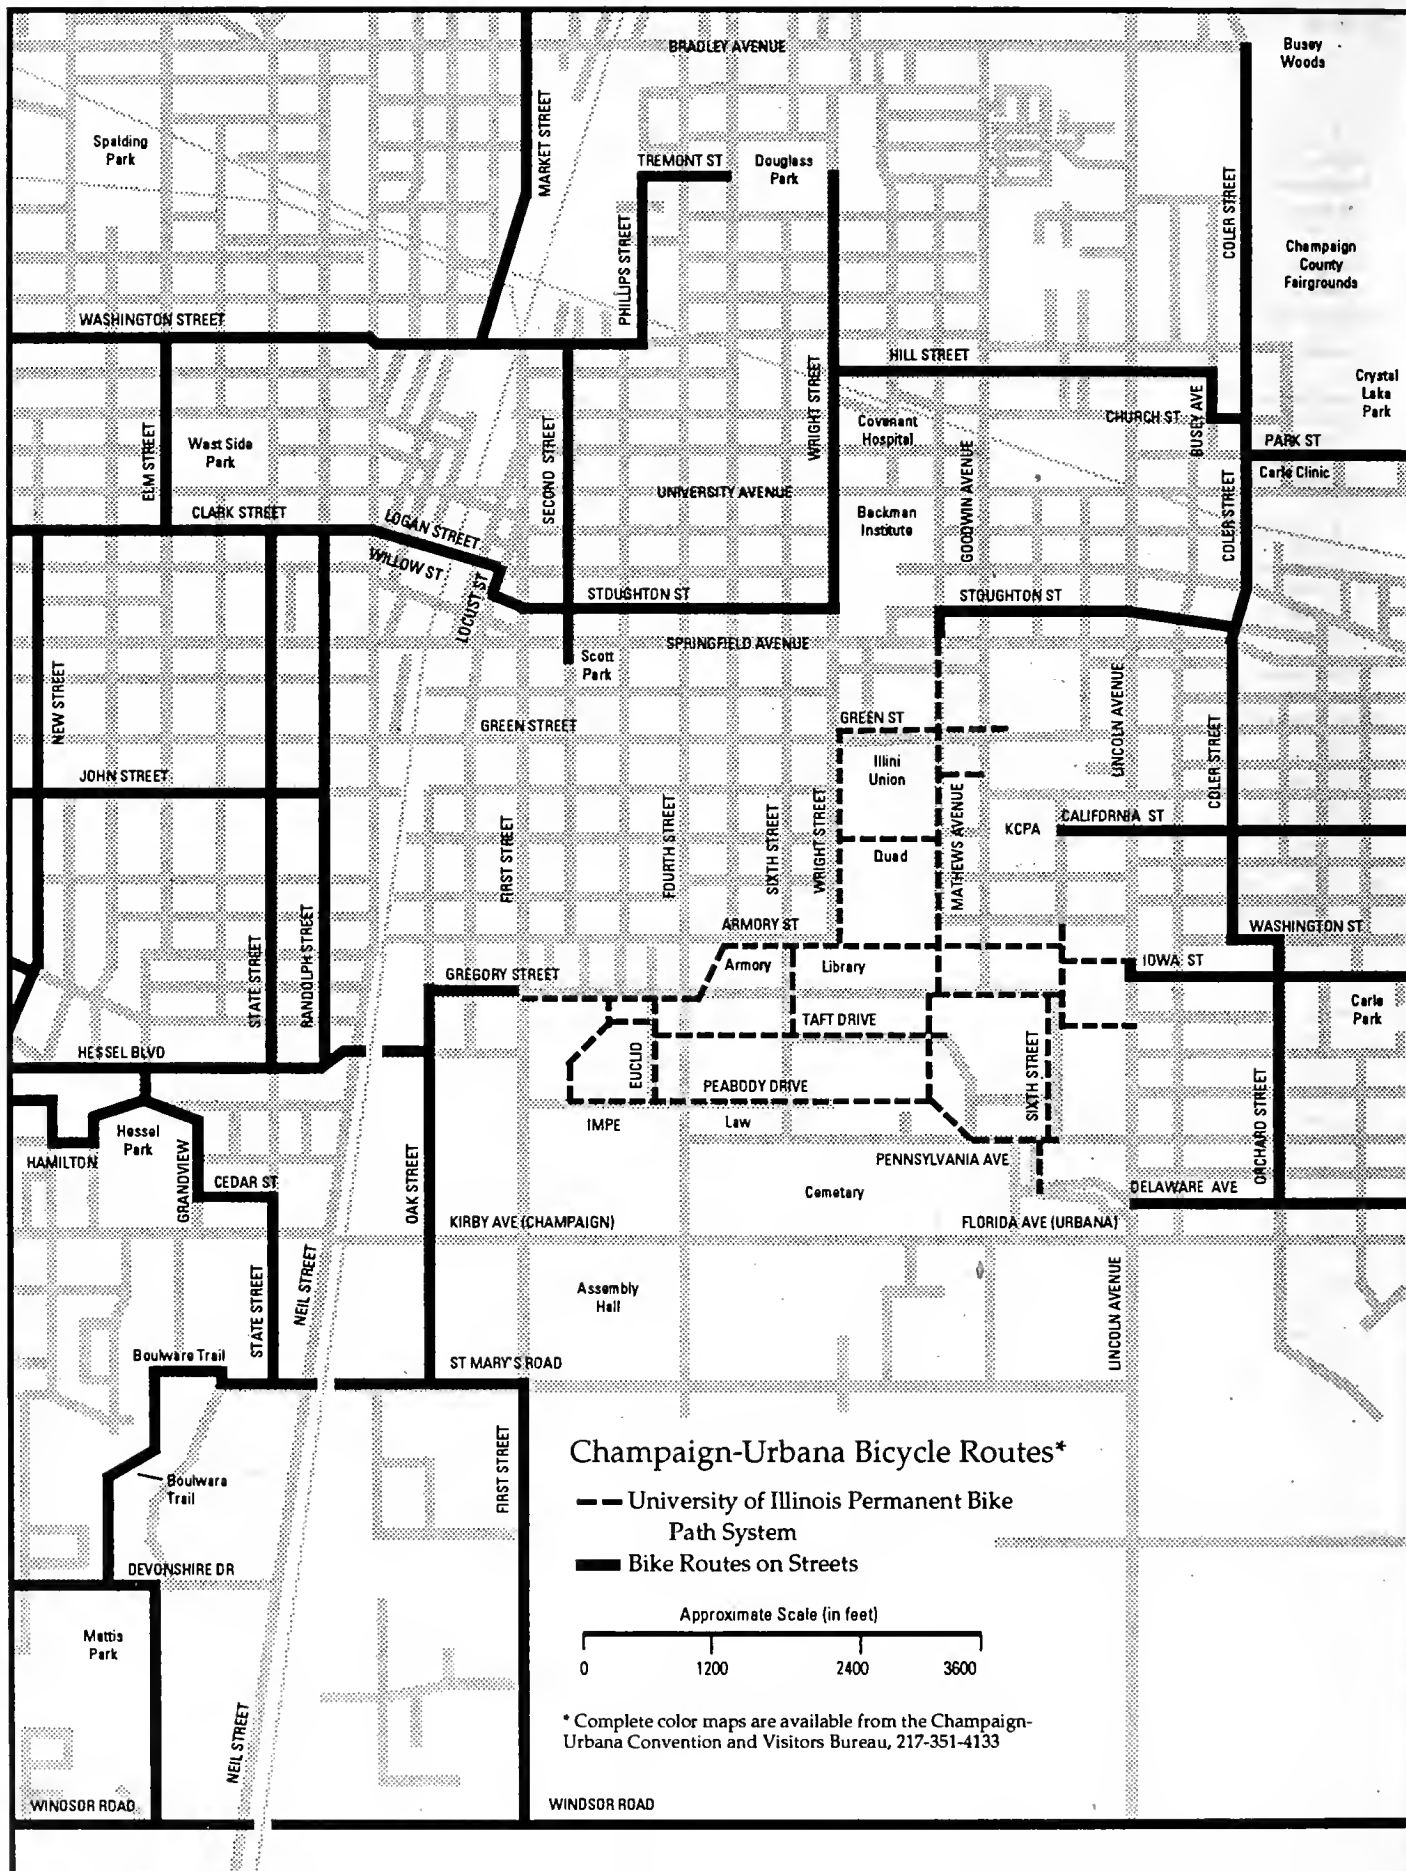 BRADLEY AVENUE
Busey
Woods
MARKET STREET
Spalding
Park
TREMONT ST
Douglass
Park
PHILLIPS STREET
COLER STREET
Champaign
County
Fairgrounds
WASHINGTON STREET
HILL STREET
WRIGHT STREET
Crystal
Lake
Park
CHURCH ST
BUSEY AVE
Covenant
Hospital
ELM STREET
West Side
Park
SECOND STREET
PARK ST
Carle Clinic
UNIVERSITY AVENUE
GOODWIN AVENUE
CLARK STREET
LOGAN STREET
Beckman
Institute
COLER STREET
WILLOW ST
LOCUST ST
STOUGHTON ST
STOUGHTON ST
SPRINGFIELD AVENUE
Scott
Park
NEW STREET
LINCOLN AVENUE
GREEN STREET
GREEN ST
Illini
Union
COLER STREET
JOHN STREET
FIRST STREET
FOURTH STREET
SIXTH STREET
WRIGHT STREET
MATHEWS AVENUE
KCPA
CALIFORNIA ST
Quad
STATE STREET
RANDOLPH STREET
ARMORY ST
WASHINGTON ST
GREGORY STREET
Armory
Library
IOWA ST
Carle
Park
TAFT DRIVE
HESSEL BLVD
EUCLID
SIXTH STREET
PEABODY DRIVE
ORCHARD STREET
IMPE
Law
Hessel
Park
HAMILTON
GRANDVIEW
CEDAR ST
OAK STREET
PENNSYLVANIA AVE
Cemetary
DELAWARE AVE
KIRBY AVE (CHAMPAIGN)
FLORIDA AVE (URBANA)
STATE STREET
NEIL STREET
Assembly
Hall
LINCOLN AVENUE
Boulware Trail
ST MARY'S ROAD
FIRST STREET
Boulware
Trail
Champaign-Urbana Bicycle Routes*
University of Illinois Permanent Bike
Path System
Bike Routes on Streets
DEVONSHIRE DR
Approximate Scale (in feet)
0 1200 2400 3600
Mattis
Park
NEIL STREET
* Complete color maps are available from the Champaign-
Urbana Convention and Visitors Bureau, 217-351-4133
WINDSOR ROAD
WINDSOR ROAD